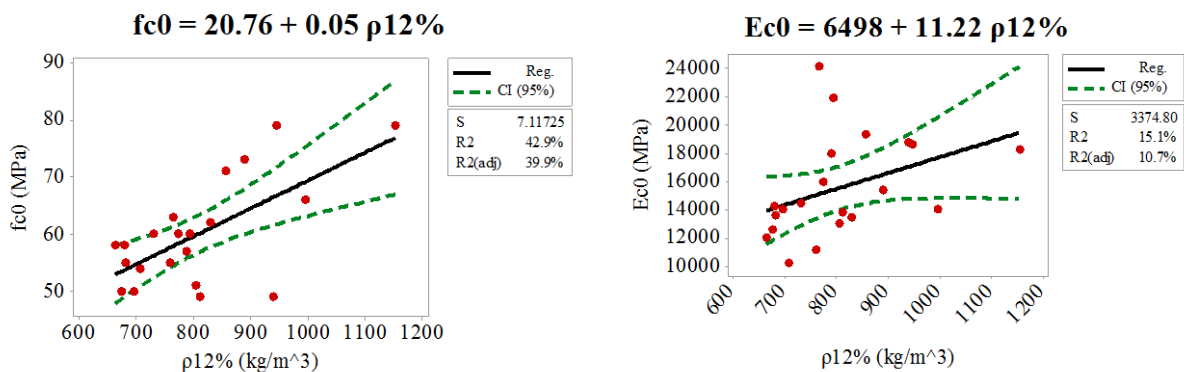 fc0 = 20.76 + 0.05 ρ12%
90
80
70
60
50
fc0 (MPa)
600 700 800 900 1000 1100 1200
ρ12% (kg/m^3)
Reg.
CI (95%)
S 7.11725
R2 42.9%
R2(adj) 39.9%
Ec0 = 6498 + 11.22 ρ12%
24000
22000
20000
18000
16000
14000
12000
10000
Ec0 (MPa)
600 700 800 900 1000 1100 1200
ρ12% (kg/m^3)
Reg.
CI (95%)
S 3374.80
R2 15.1%
R2(adj) 10.7%